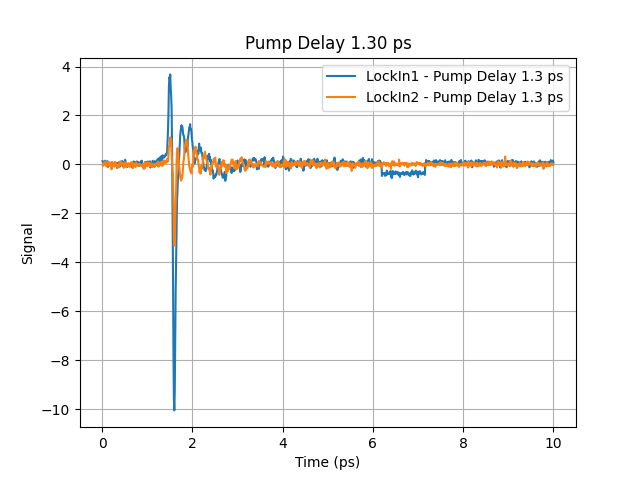 Pump Delay 1.30 ps
LockIn1 - Pump Delay 1.3 ps
LockIn2 - Pump Delay 1.3 ps
Signal
4
2
0
−2
−4
−6
−8
−10
0 2 4 6 8 10
Time (ps)